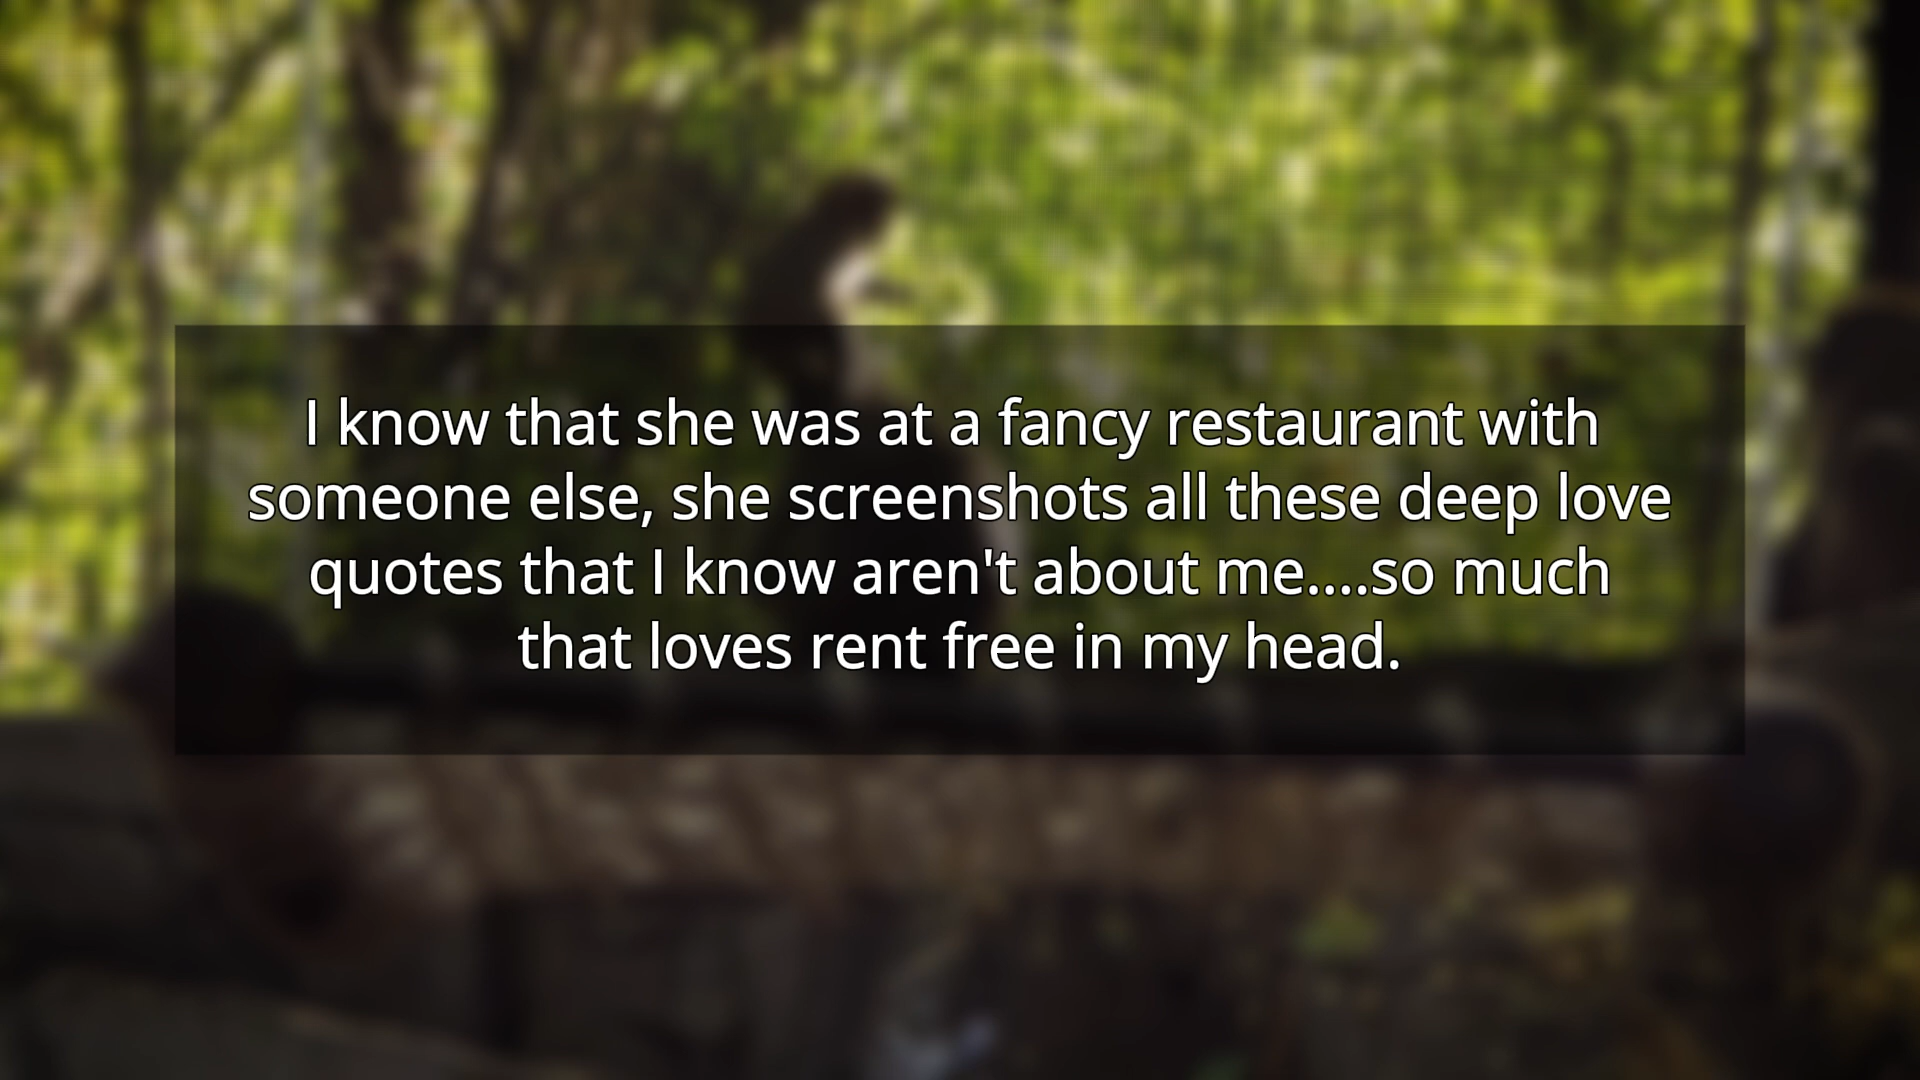 I know that she was at a fancy restaurant with
someone else, she screenshots all these deep love
quotes that I know aren't about me....so much
that loves rent free in my head.